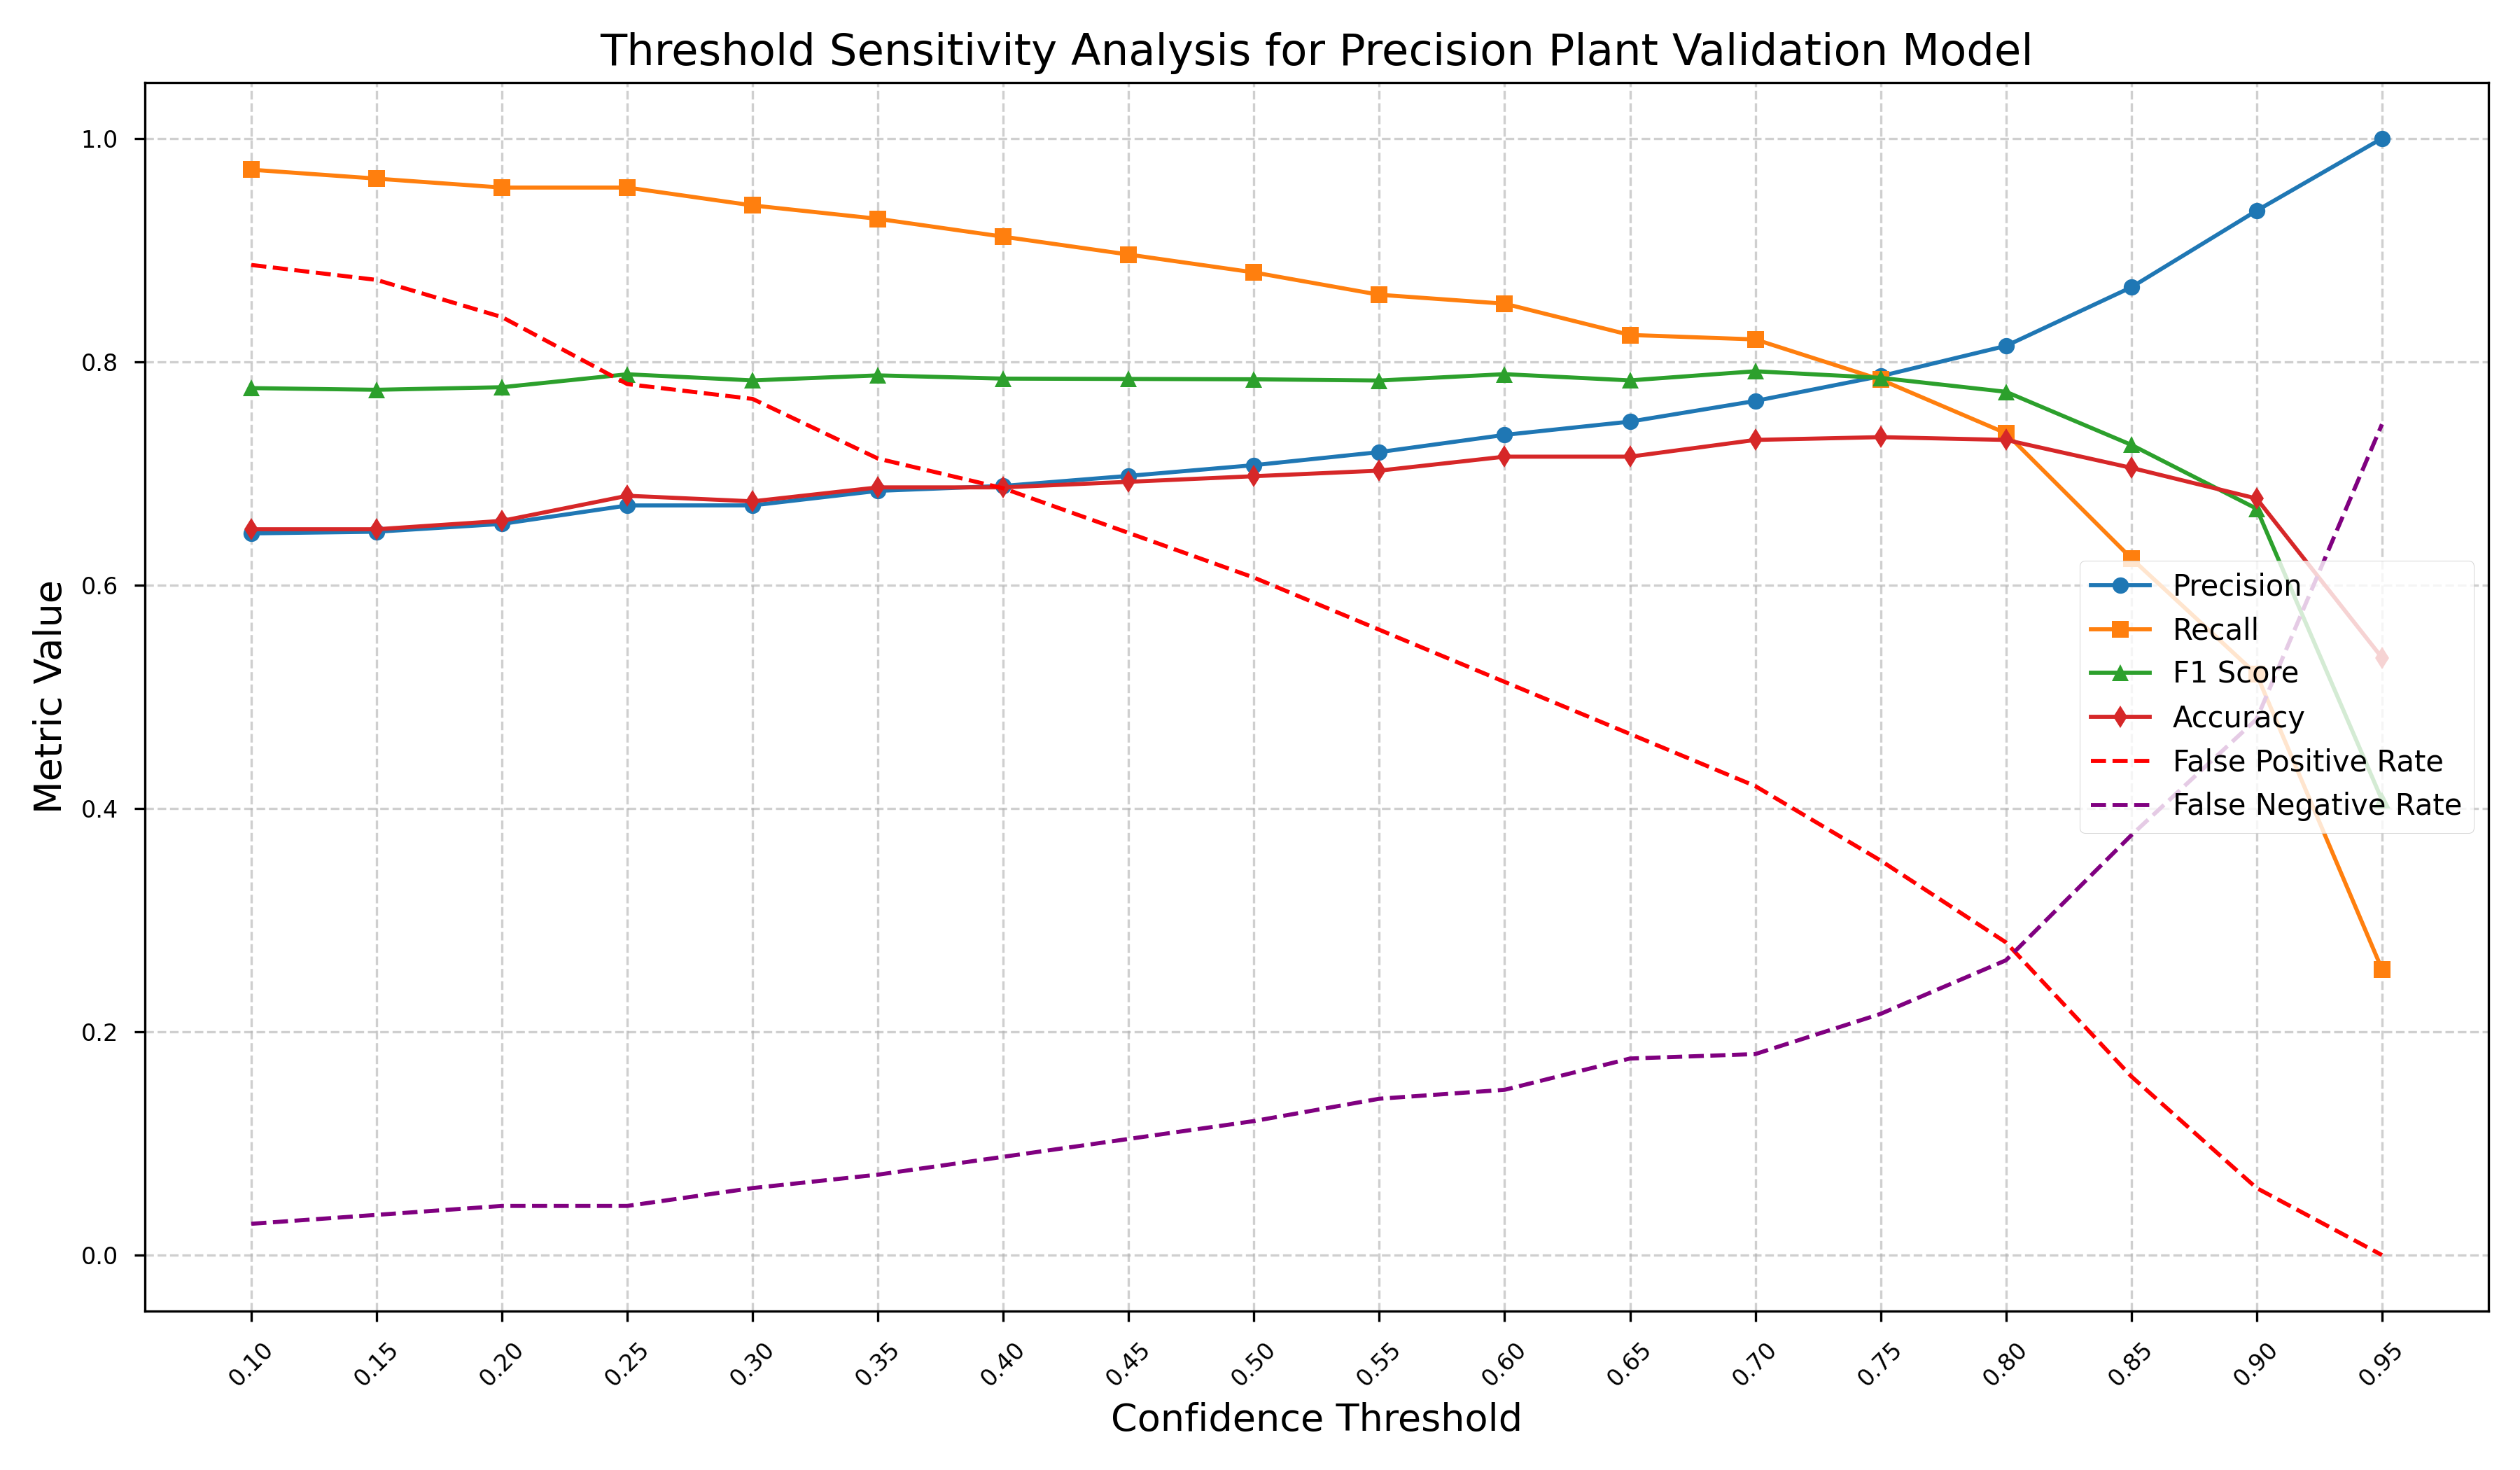 Threshold Sensitivity Analysis for Precision Plant Validation Model
Metric Value
1.0
0.8
0.6
0.4
0.2
0.0
Precision
Recall
F1 Score
Accuracy
False Positive Rate
False Negative Rate
0.10 0.15 0.20 0.25 0.30 0.35 0.40 0.45 0.50 0.55 0.60 0.65 0.70 0.75 0.80 0.85 0.90 0.95
Confidence Threshold